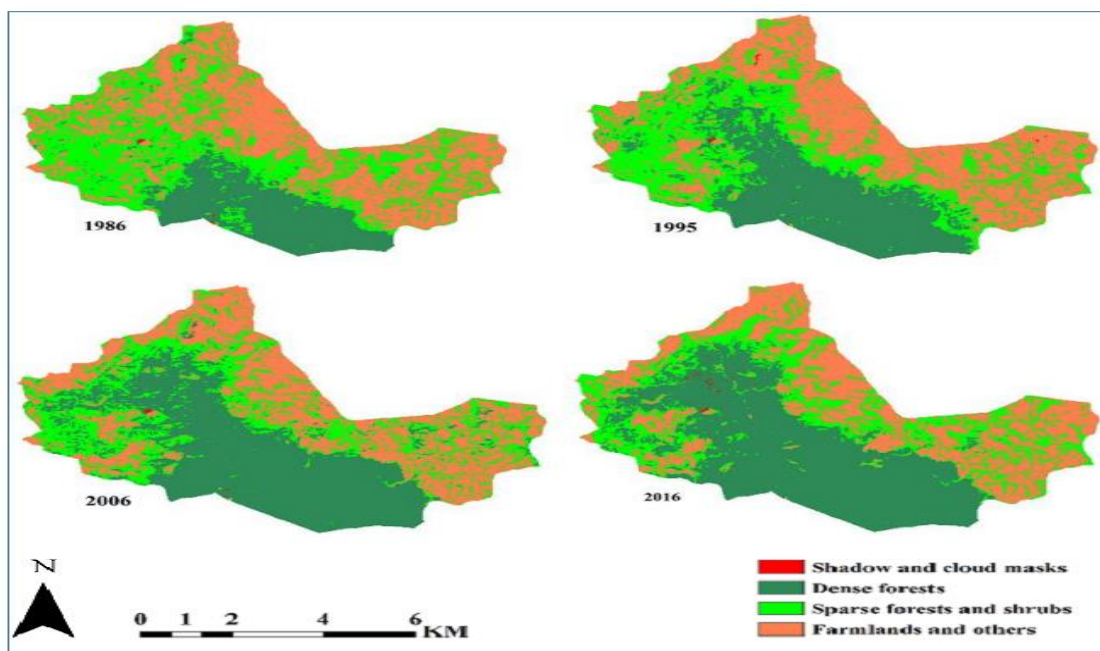 1986
1995
2006
2016
N
0 1 2 4 6
KM
Shadow and cloud masks
Dense forests
Sparse forests and shrubs
Farmlands and others